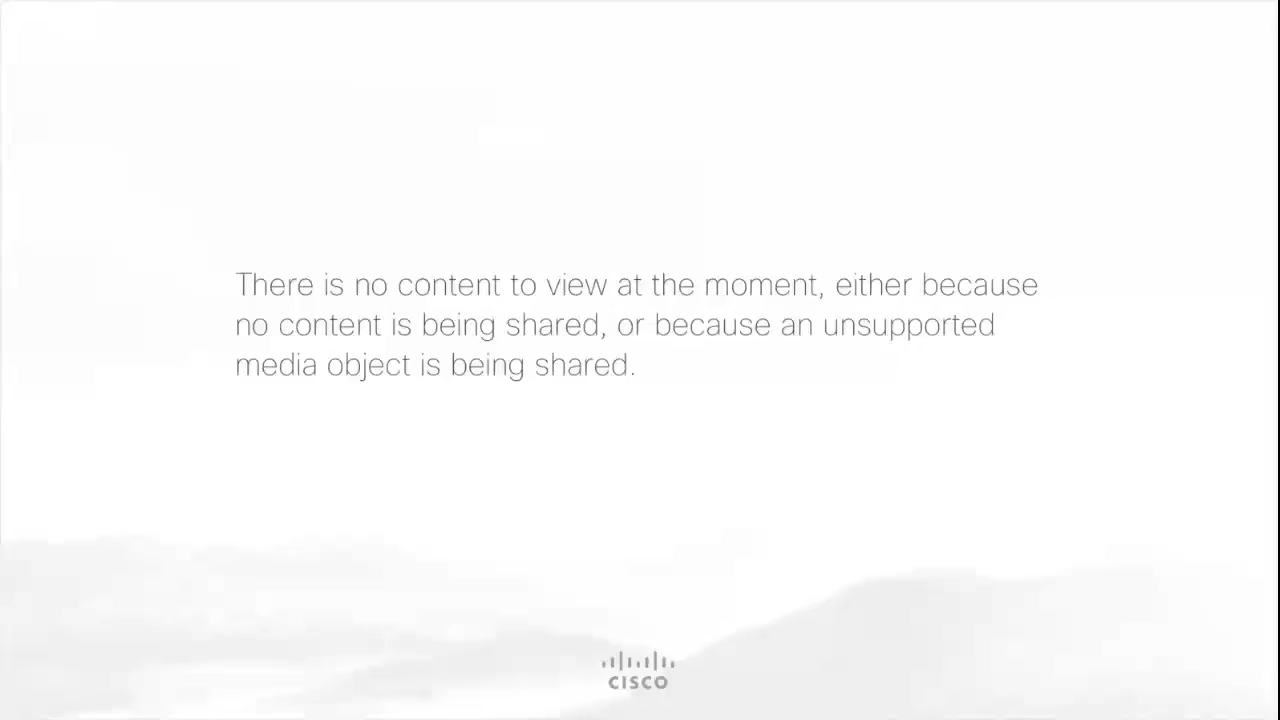 There is no content to view at the moment, either because
no content is being shared, or because an unsupported
media object is being shared.
CISCO